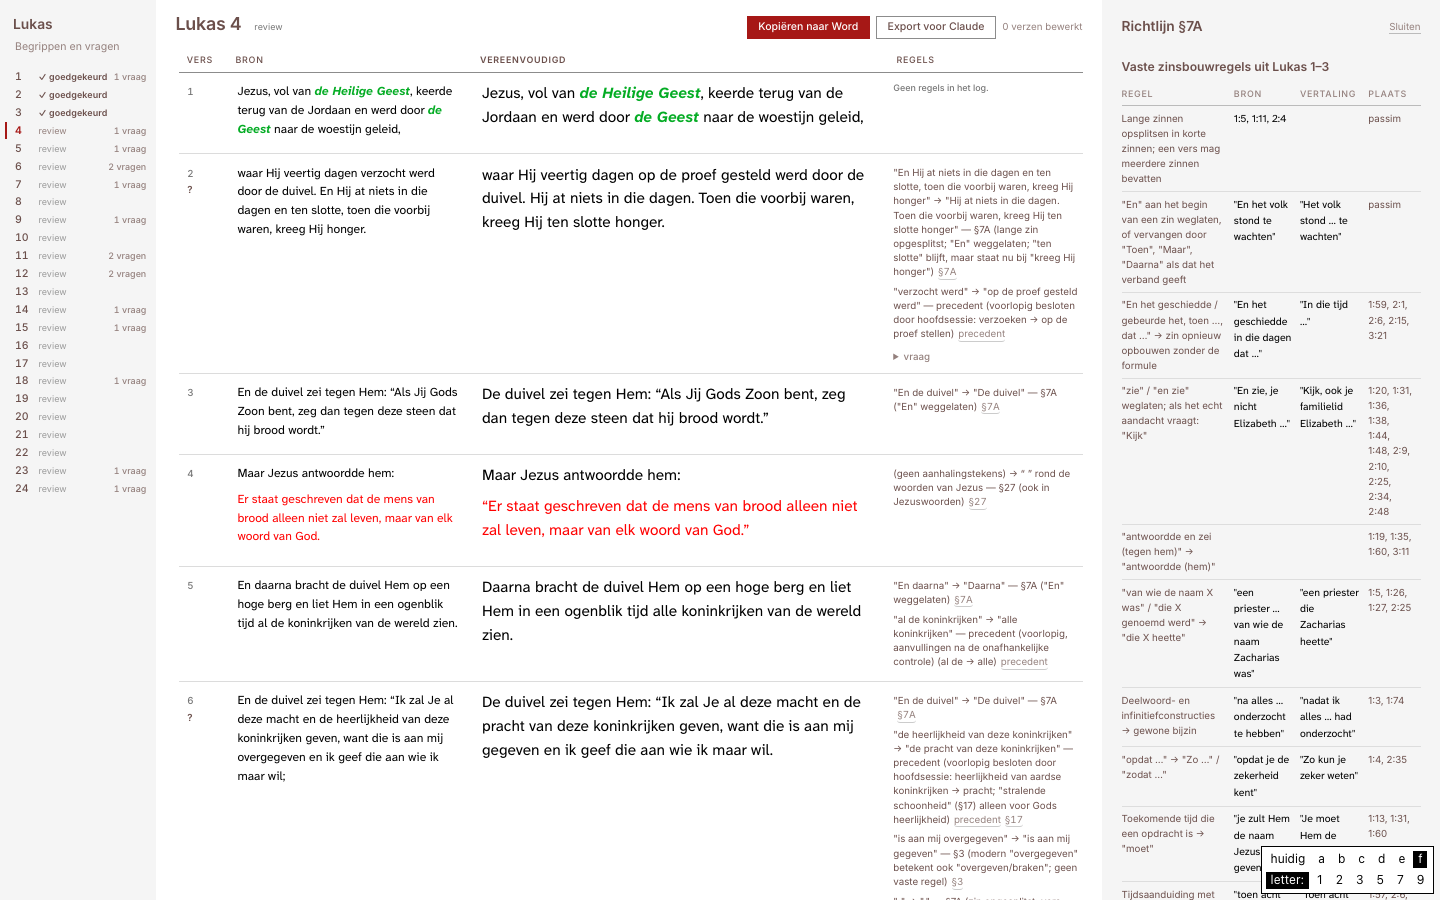 Lukas
Begrippen en vragen
1 ✓ goedgekeurd 1 vraag
2 ✓ goedgekeurd
3 ✓ goedgekeurd
4 review 1 vraag
5 review 1 vraag
6 review 2 vragen
7 review 1 vraag
8 review
9 review 1 vraag
10 review
11 review 2 vragen
12 review 2 vragen
13 review
14 review 1 vraag
15 review 1 vraag
16 review
17 review
18 review 1 vraag
19 review
20 review
21 review
22 review
23 review 1 vraag
24 review 1 vraag
Lukas 4 review
Kopiëren naar Word Export voor Claude 0 verzen bewerkt
VERS BRON VEREENVOUDIGD REGELS
1
Jezus, vol van de Heilige Geest, keerde
terug van de Jordaan en werd door de
Geest naar de woestijn geleid,
Jezus, vol van de Heilige Geest, keerde terug van de
Jordaan en werd door de Geest naar de woestijn geleid,
Geen regels in het log.
2
?
waar Hij veertig dagen verzocht werd
door de duivel. En Hij at niets in die
dagen en ten slotte, toen die voorbij
waren, kreeg Hij honger.
waar Hij veertig dagen op de proef gesteld werd door de
duivel. Hij at niets in die dagen. Toen die voorbij waren,
kreeg Hij ten slotte honger.
"En Hij at niets in die dagen en ten
slotte, toen die voorbij waren, kreeg Hij
honger" → "Hij at niets in die dagen.
Toen die voorbij waren, kreeg Hij ten
slotte honger" — §7A (lange zin
opgesplitst; "En" weggelaten; "ten
slotte" blijft, maar staat nu bij "kreeg Hij
honger") §7A
"verzocht werd" → "op de proef gesteld
werd" — precedent (voorlopig besloten
door hoofdsessie: verzoeken → op de
proef stellen) precedent
▶ vraag
3
En de duivel zei tegen Hem: “Als Jij Gods
Zoon bent, zeg dan tegen deze steen dat
hij brood wordt.”
De duivel zei tegen Hem: “Als Jij Gods Zoon bent, zeg
dan tegen deze steen dat hij brood wordt.”
"En de duivel" → "De duivel" — §7A
("En" weggelaten) §7A
4
Maar Jezus antwoordde hem:
Er staat geschreven dat de mens van
brood alleen niet zal leven, maar van elk
woord van God.
Maar Jezus antwoordde hem:
“Er staat geschreven dat de mens van brood alleen niet
zal leven, maar van elk woord van God.”
(geen aanhalingstekens) → “ ” rond de
woorden van Jezus — §27 (ook in
Jezuswoorden) §27
5
En daarna bracht de duivel Hem op een
hoge berg en liet Hem in een ogenblik
tijd al de koninkrijken van de wereld zien.
Daarna bracht de duivel Hem op een hoge berg en liet
Hem in een ogenblik tijd alle koninkrijken van de wereld
zien.
"En daarna" → "Daarna" — §7A ("En"
weggelaten) §7A
"al de koninkrijken" → "alle
koninkrijken" — precedent (voorlopig,
aanvullingen na de onafhankelijke
controle) (al de → alle) precedent
6
?
En de duivel zei tegen Hem: “Ik zal Je al
deze macht en de heerlijkheid van deze
koninkrijken geven, want die is aan mij
overgegeven en ik geef die aan wie ik
maar wil;
De duivel zei tegen Hem: “Ik zal Je al deze macht en de
pracht van deze koninkrijken geven, want die is aan mij
gegeven en ik geef die aan wie ik maar wil.
"En de duivel" → "De duivel" — §7A
§7A
"de heerlijkheid van deze koninkrijken"
→ "de pracht van deze koninkrijken" —
precedent (voorlopig besloten door
hoofdsessie: heerlijkheid van aardse
koninkrijken → pracht; "stralende
schoonheid" (§17) alleen voor Gods
heerlijkheid) precedent §17
"is aan mij overgegeven" → "is aan mij
gegeven" — §3 (modern "overgegeven"
betekent ook "overgeven/braken"; geen
vaste regel) §3
Richtlijn §7A Sluiten
Vaste zinsbouwregels uit Lukas 1–3
REGEL BRON VERTALING PLAATS
Lange zinnen
opsplitsen in korte
zinnen; een vers mag
meerdere zinnen
bevatten
1:5, 1:11, 2:4
passim
"En" aan het begin
van een zin weglaten,
of vervangen door
"Toen", "Maar",
"Daarna" als dat het
verband geeft
"En het volk
stond te
wachten"
"Het volk
stond ... te
wachten"
passim
"En het geschiedde /
gebeurde het, toen ...,
dat ..." → zin opnieuw
opbouwen zonder de
formule
"En het
geschiedde
in die dagen
dat ..."
"In die tijd
..."
1:59, 2:1,
2:6, 2:15,
3:21
"zie" / "en zie"
weglaten; als het echt
aandacht vraagt:
"Kijk"
"En zie, je
nicht
Elizabeth ..."
"Kijk, ook je
familielid
Elizabeth ..."
1:20, 1:31,
1:36,
1:38,
1:44,
1:48, 2:9,
2:10,
2:25,
2:34,
2:48
"antwoordde en zei
(tegen hem)" →
"antwoordde (hem)"
1:19, 1:35,
1:60, 3:11
"van wie de naam X
was" / "die X
genoemd werd" →
"die X heette"
"een
priester ...
van wie de
naam
Zacharias
was"
"een priester
die
Zacharias
heette"
1:5, 1:26,
1:27, 2:25
Deelwoord- en
infinitiefconstructies
→ gewone bijzin
"na alles ...
onderzocht
te hebben"
"nadat ik
alles ... had
onderzocht"
1:3, 1:74
"opdat ..." → "Zo ..." /
"zodat ..."
"opdat je de
zekerheid
kent"
"Zo kun je
zeker weten"
1:4, 2:35
Toekomende tijd die
een opdracht is →
"moet"
"je zult Hem
de naam
Jezus
geven
"Je moet
Hem de
1:13, 1:31,
1:60
Tijdsaanduiding met
huidig a b c d e f
letter: 1 2 3 5 7 9